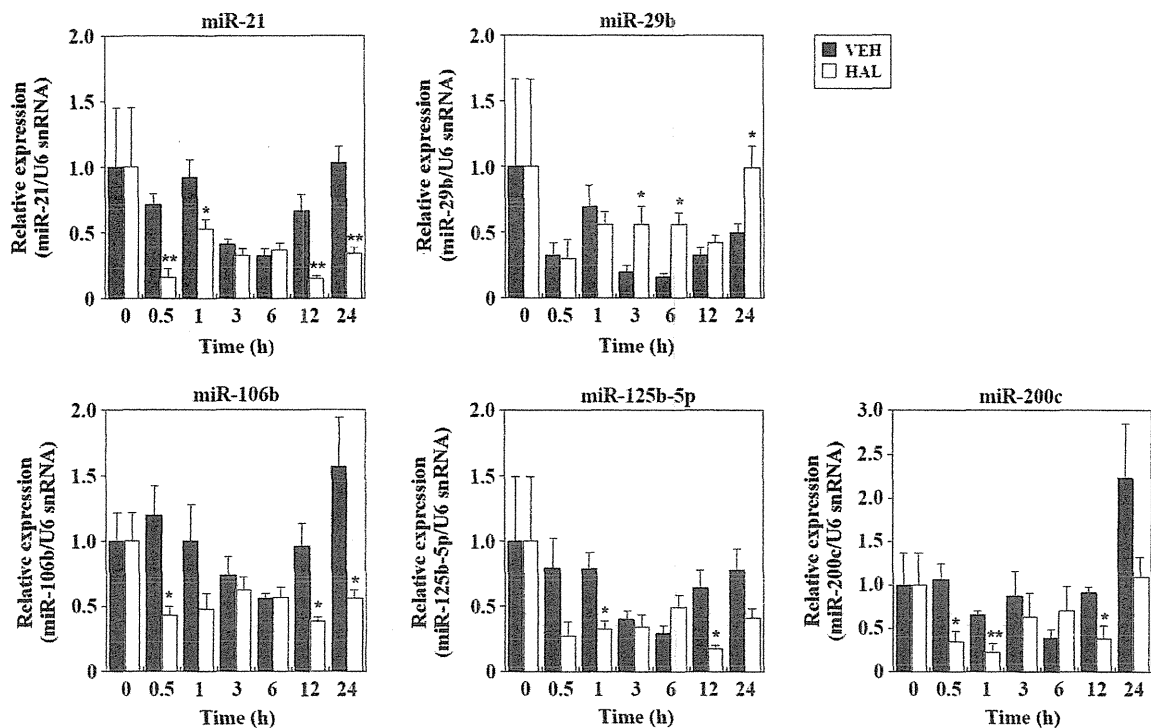 miR-21
Relative expression
(miR-21/U6 snRNA)
2.0
1.5
1.0
0.5
0
**
*
**
**
0 0.5 1 3 6 12 24
Time (h)
miR-29b
Relative expression
(miR-29b/U6 snRNA)
2.0
1.5
1.0
0.5
0
*
*
*
0 0.5 1 3 6 12 24
Time (h)
VEH
HAL
miR-106b
Relative expression
(miR-106b/U6 snRNA)
2.0
1.5
1.0
0.5
0
*
*
*
0 0.5 1 3 6 12 24
Time (h)
miR-125b-5p
Relative expression
(miR-125b-5p/U6 snRNA)
2.0
1.5
1.0
0.5
0
*
*
0 0.5 1 3 6 12 24
Time (h)
miR-200c
Relative expression
(miR-200c/U6 snRNA)
3.0
2.5
2.0
1.5
1.0
0.5
0
*
**
*
0 0.5 1 3 6 12 24
Time (h)